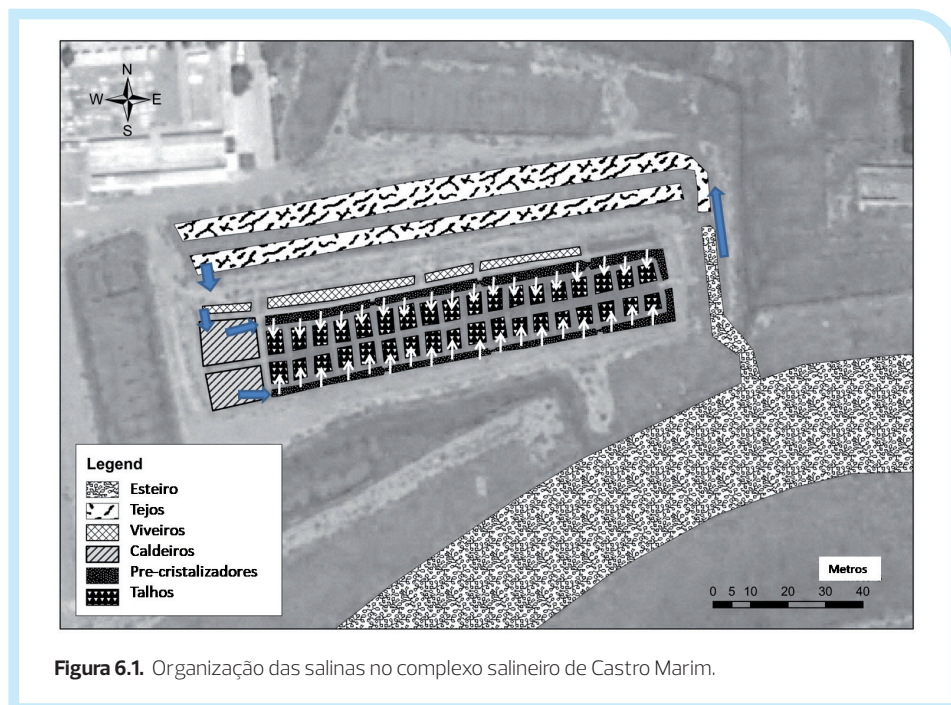 N
W E
S
Legend
Esteiro
Tejos
Viveiros
Caldeiros
Pre-cristalizadores
Talhos
Metros
0 5 10 20 30 40
Figura 6.1. Organização das salinas no complexo salineiro de Castro Marim.